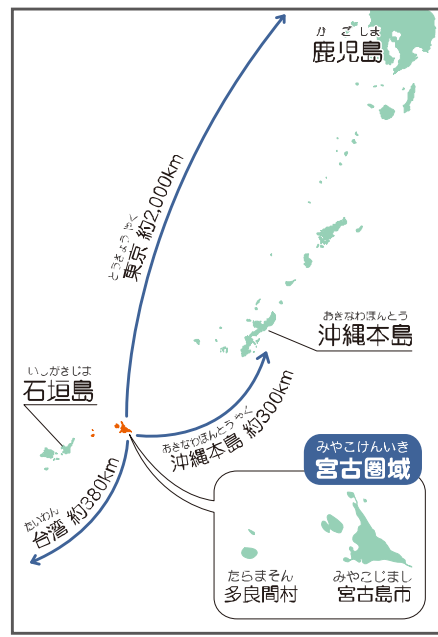 かごしま
鹿児島
とうきょう やく
東京 約2,000km
おきなわほんとう
沖縄本島
いしがきじま
石垣島
おきなわほんとう やく
沖縄本島 約300km
たいわん
台湾 約380km
みやこけんいき
宮古圏域
たらまそん
多良間村
みやこじまし
宮古島市